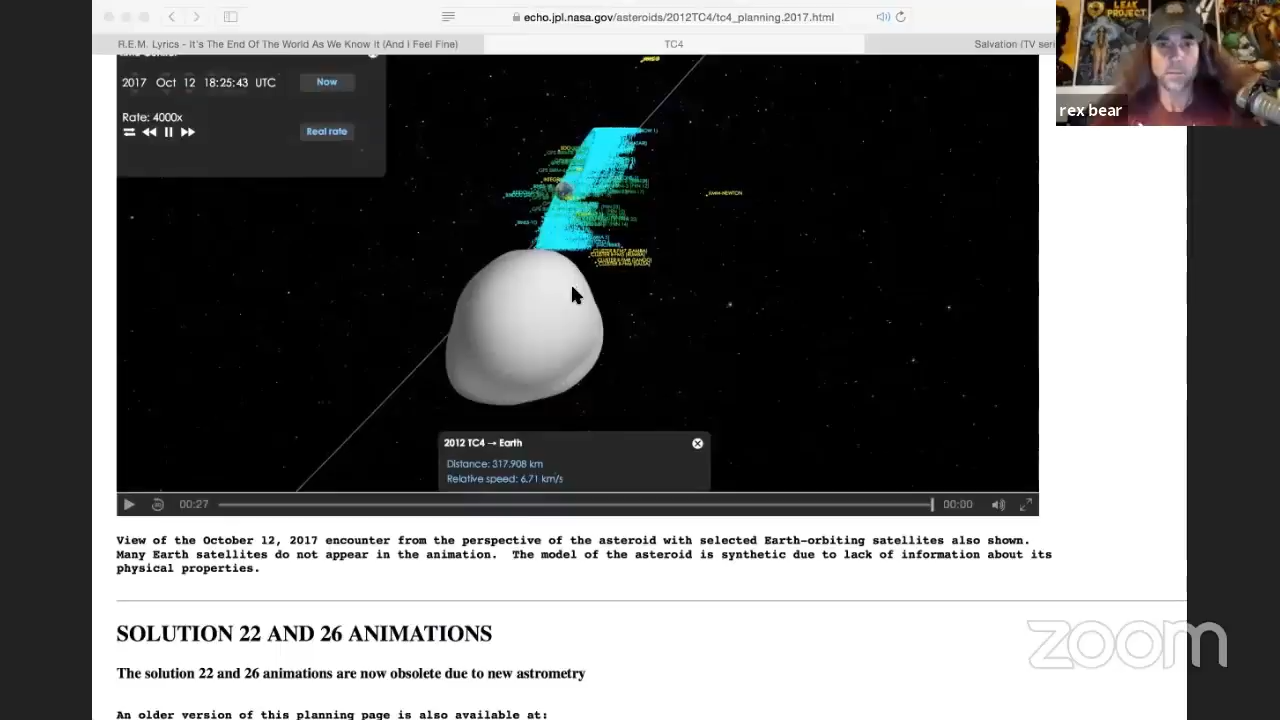 echo.jpl.nasa.gov/asteroids/2012TC4/tc4_planning.2017.html
R.E.M. Lyrics - It's The End Of The World As We Know It (And I Feel Fine)
TC4
Salvation (TV seri
LEAK
PROJECT
rex bear
2017 Oct 12 18:25:43 UTC
Now
Rate: 4000x
Real rate
XMM-NEWTON
2012 TC4 → Earth
Distance: 317,908 km
Relative speed: 6.71 km/s
00:27
00:00
View of the October 12, 2017 encounter from the perspective of the asteroid with selected Earth-orbiting satellites also shown.
Many Earth satellites do not appear in the animation. The model of the asteroid is synthetic due to lack of information about its
physical properties.
SOLUTION 22 AND 26 ANIMATIONS
The solution 22 and 26 animations are now obsolete due to new astrometry
An older version of this planning page is also available at:
zoom